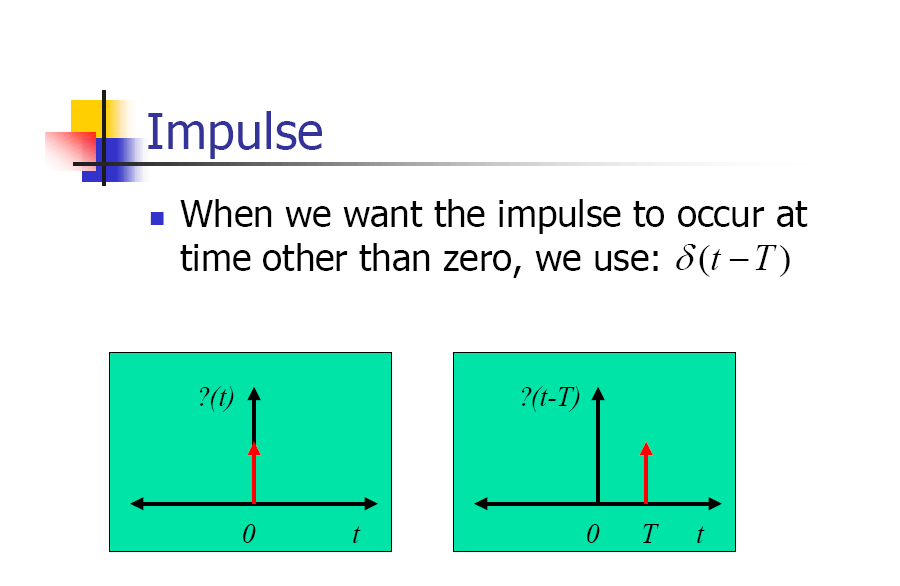 Impulse
When we want the impulse to occur at
time other than zero, we use: δ(t − T)
?(t)
0 t
?(t-T)
0 T t